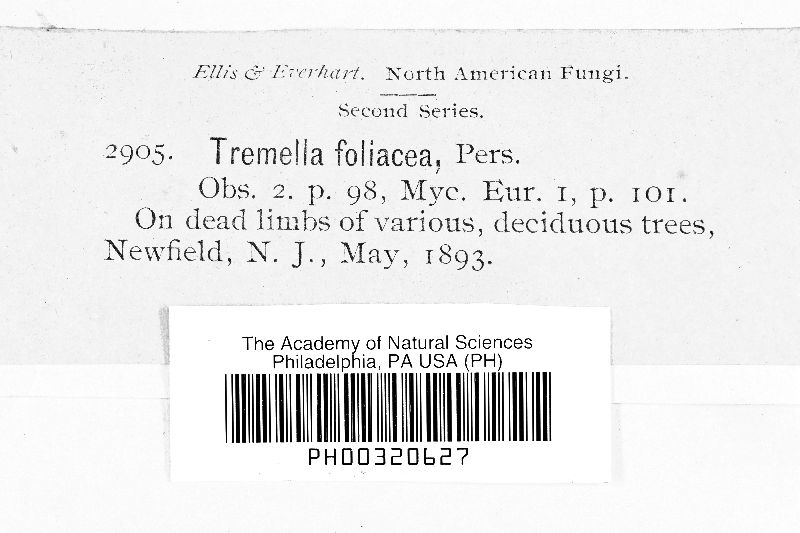 Ellis & Everhart. North American Fungi.
Second Series.
2905. Tremella foliacea, Pers.
Obs. 2. p. 98, Myc. Eur. 1, p. 101.
On dead limbs of various, deciduous trees,
Newfield, N. J., May, 1893.
The Academy of Natural Sciences
Philadelphia, PA USA (PH)
PH00320627